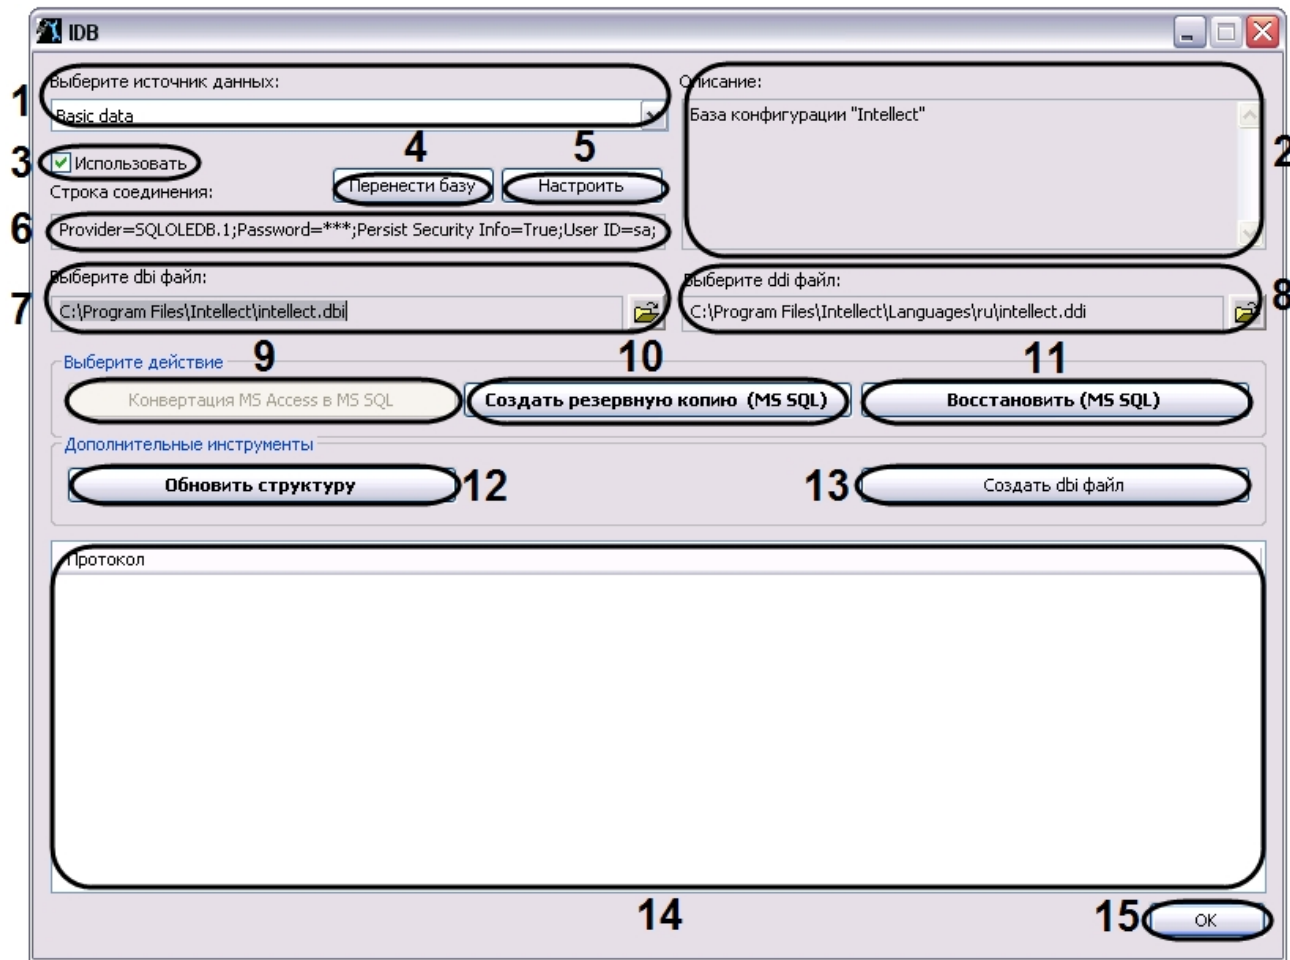 IDB
Выберите источник данных:
Описание:
1
Basic data
База конфигурации "Intellect"
2
3
Использовать
4
5
Перенести базу
Настроить
Строка соединения:
6
Provider=SQLOLEDB.1;Password=***;Persist Security Info=True;User ID=sa;
Выберите dbi файл:
Выберите ddi файл:
7
C:\Program Files\Intellect\intellect.dbi
C:\Program Files\Intellect\Languages\ru\intellect.ddi
8
Выберите действие
9
10
11
Конвертация MS Access в MS SQL
Создать резервную копию (MS SQL)
Восстановить (MS SQL)
Дополнительные инструменты
Обновить структуру
12
13
Создать dbi файл
Протокол
14
15
OK